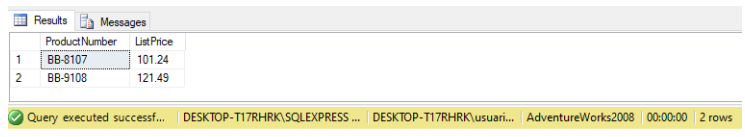 Results Messages
ProductNumber ListPrice
1 BB-8107 101.24
2 BB-9108 121.49
Query executed successf... DESKTOP-T17RHRK\SQLEXPRESS ... DESKTOP-T17RHRK\usuari... AdventureWorks2008 00:00:00 2 rows